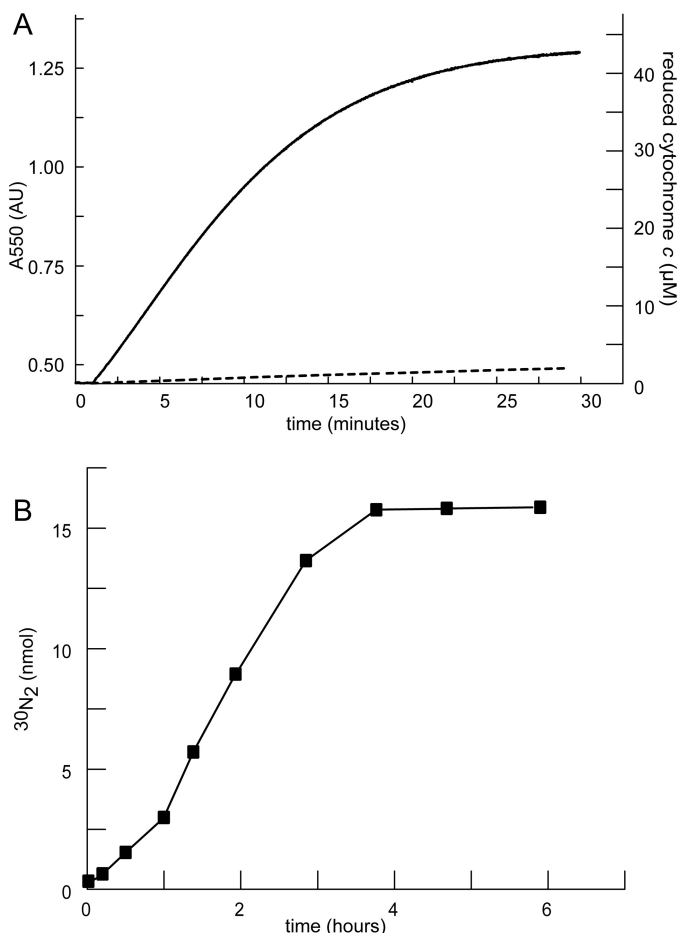 A
1.25
1.00
0.75
0.50
A550 (AU)
40
30
20
10
0
reduced cytochrome c (μM)
0 5 10 15 20 25 30
time (minutes)
B
15
10
5
0
³⁰N₂ (nmol)
0 2 4 6
time (hours)